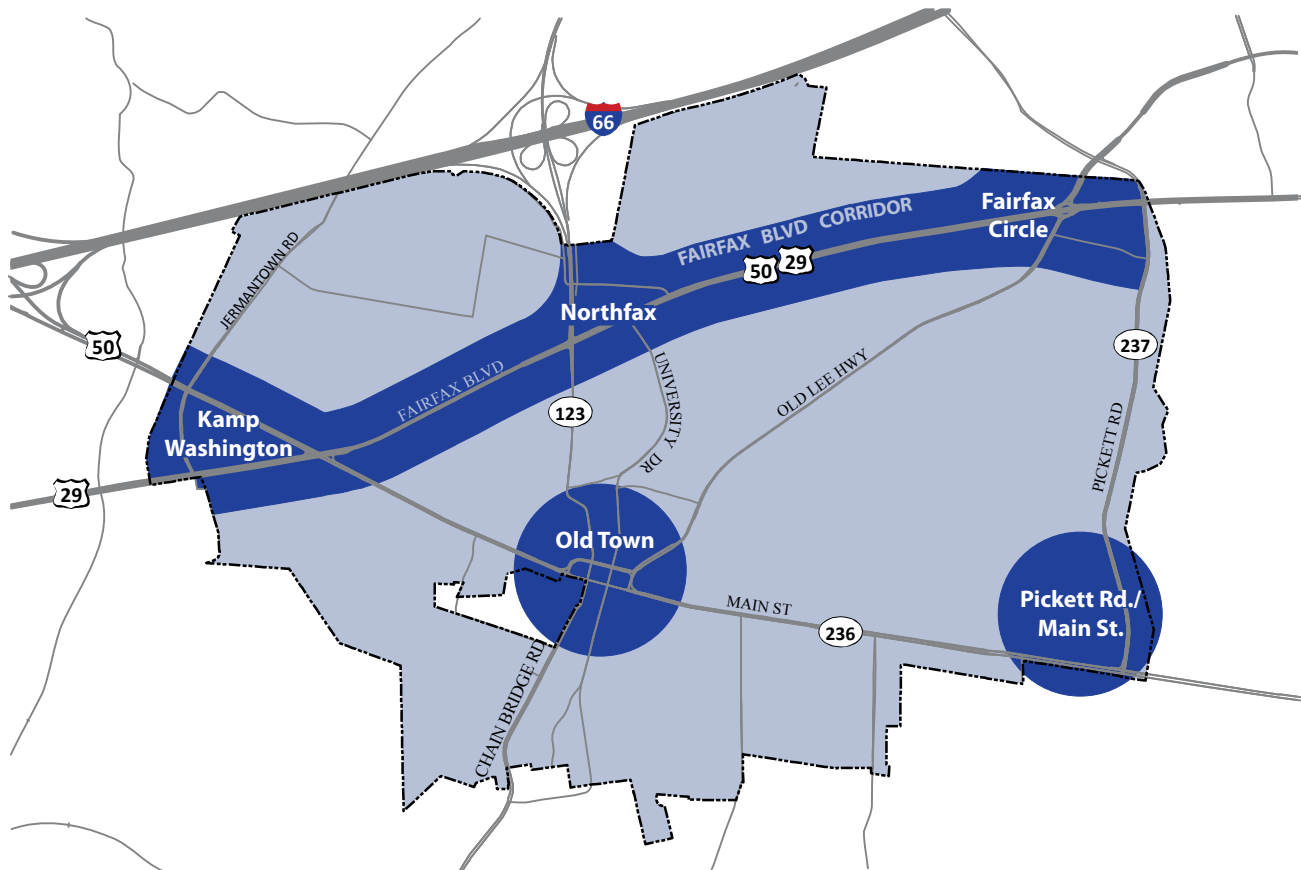 66
Fairfax
Circle
FAIRFAX BLVD CORRIDOR
50
29
JERMANTOWN RD
Northfax
50
237
UNIVERSITY DR
OLD LEE HWY
FAIRFAX BLVD
123
Kamp
Washington
PICKETT RD
29
Old Town
MAIN ST
236
Pickett Rd./
Main St.
CHAIN BRIDGE RD